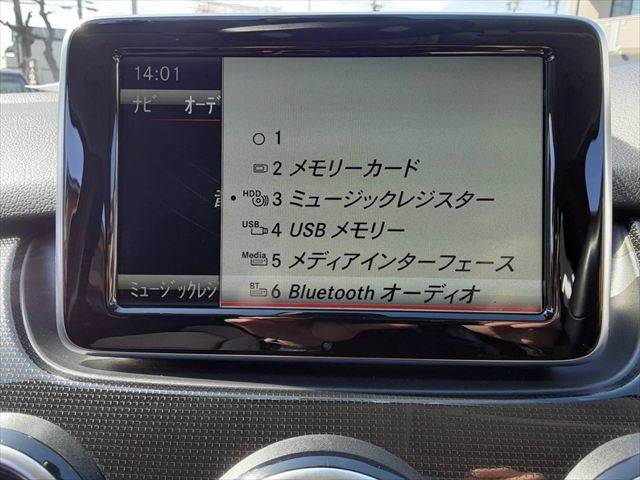 14:01
ナビ オーデ
1
2 メモリーカード
HDD 3 ミュージックレジスター
USB 4 USB メモリー
Media 5 メディアインターフェース
BT 6 Bluetooth オーディオ
ミュージックレジ